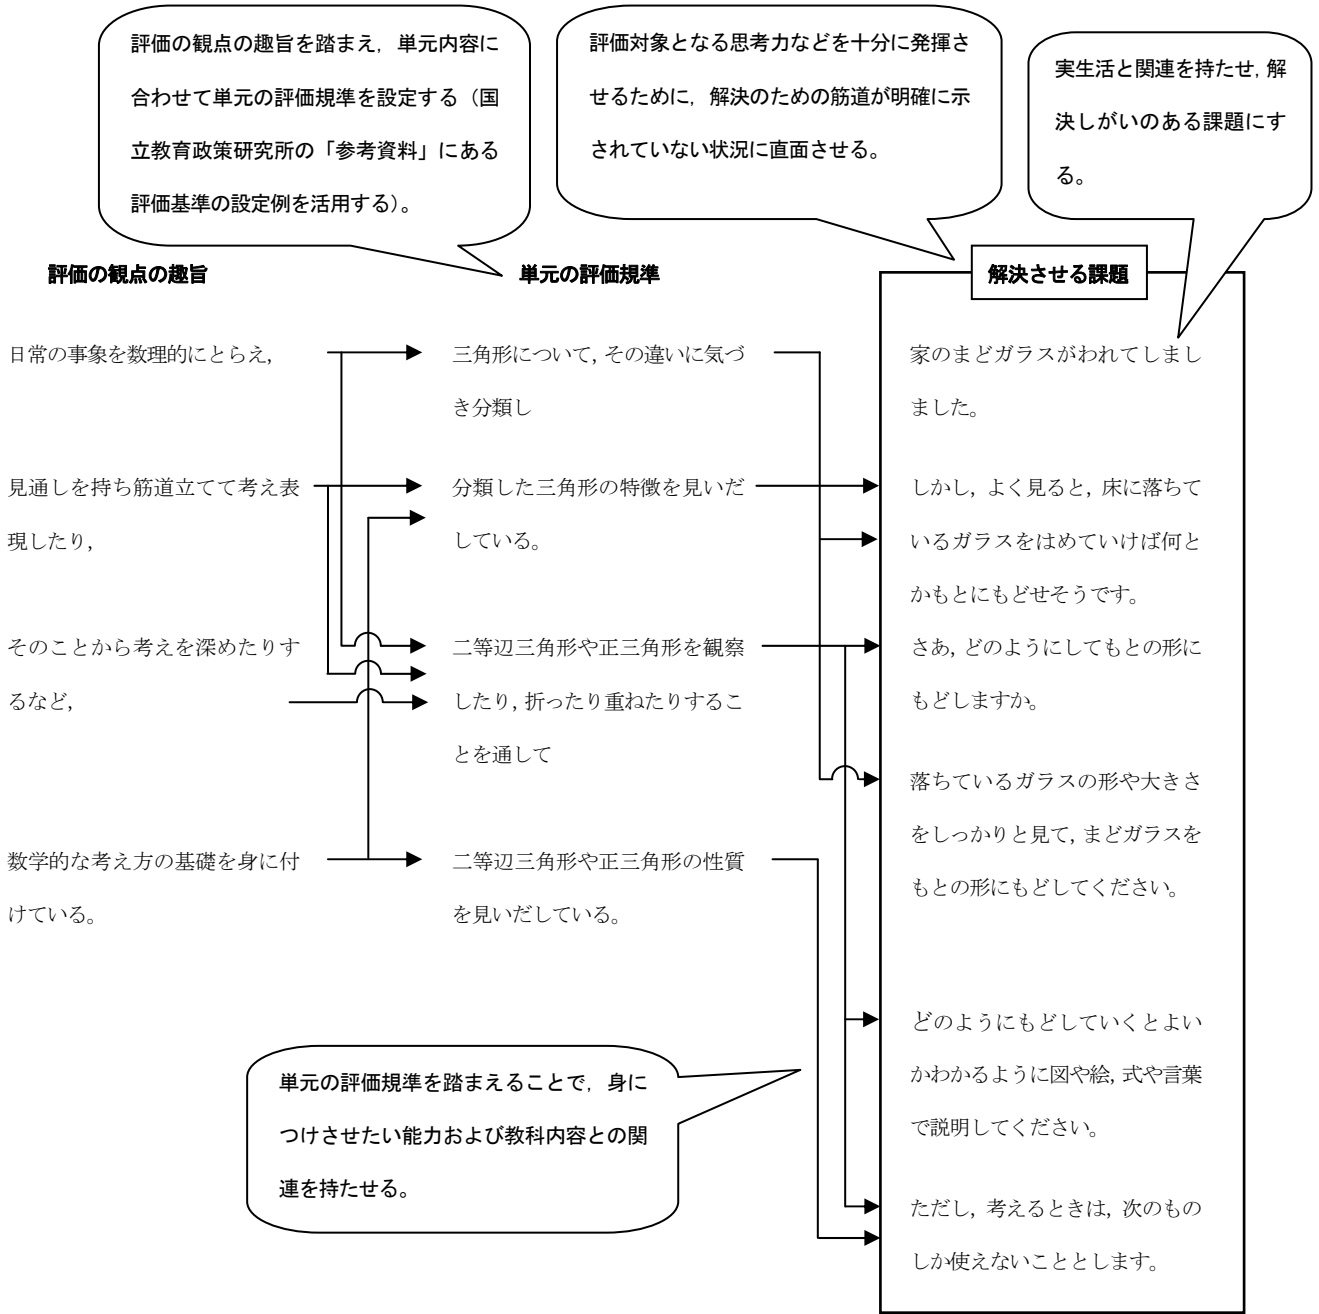 評価の観点の趣旨を踏まえ，単元内容に
合わせて単元の評価規準を設定する（国
立教育政策研究所の「参考資料」にある
評価基準の設定例を活用する）。
評価対象となる思考力などを十分に発揮さ
せるために，解決のための筋道が明確に示
されていない状況に直面させる。
実生活と関連を持たせ，解
決しがいのある課題にす
る。
評価の観点の趣旨
単元の評価規準
解決させる課題
日常の事象を数理的にとらえ，
見通しを持ち筋道立てて考え表
現したり，
そのことから考えを深めたりす
るなど，
数学的な考え方の基礎を身に付
けている。
三角形について，その違いに気づ
き分類し
分類した三角形の特徴を見いだ
している。
二等辺三角形や正三角形を観察
したり，折ったり重ねたりするこ
とを通して
二等辺三角形や正三角形の性質
を見いだしている。
家のまどガラスがわれてしまし
ました。
しかし，よく見ると，床に落ちて
いるガラスをはめていけば何と
かもとにもどせそうです。
さあ，どのようにしてもとの形に
もどしますか。
落ちているガラスの形や大きさ
をしっかりと見て，まどガラスを
もとの形にもどしてください。
どのようにもどしていくとよい
かわかるように図や絵，式や言葉
で説明してください。
ただし，考えるときは，次のもの
しか使えないこととします。
単元の評価規準を踏まえることで，身に
つけさせたい能力および教科内容との関
連を持たせる。